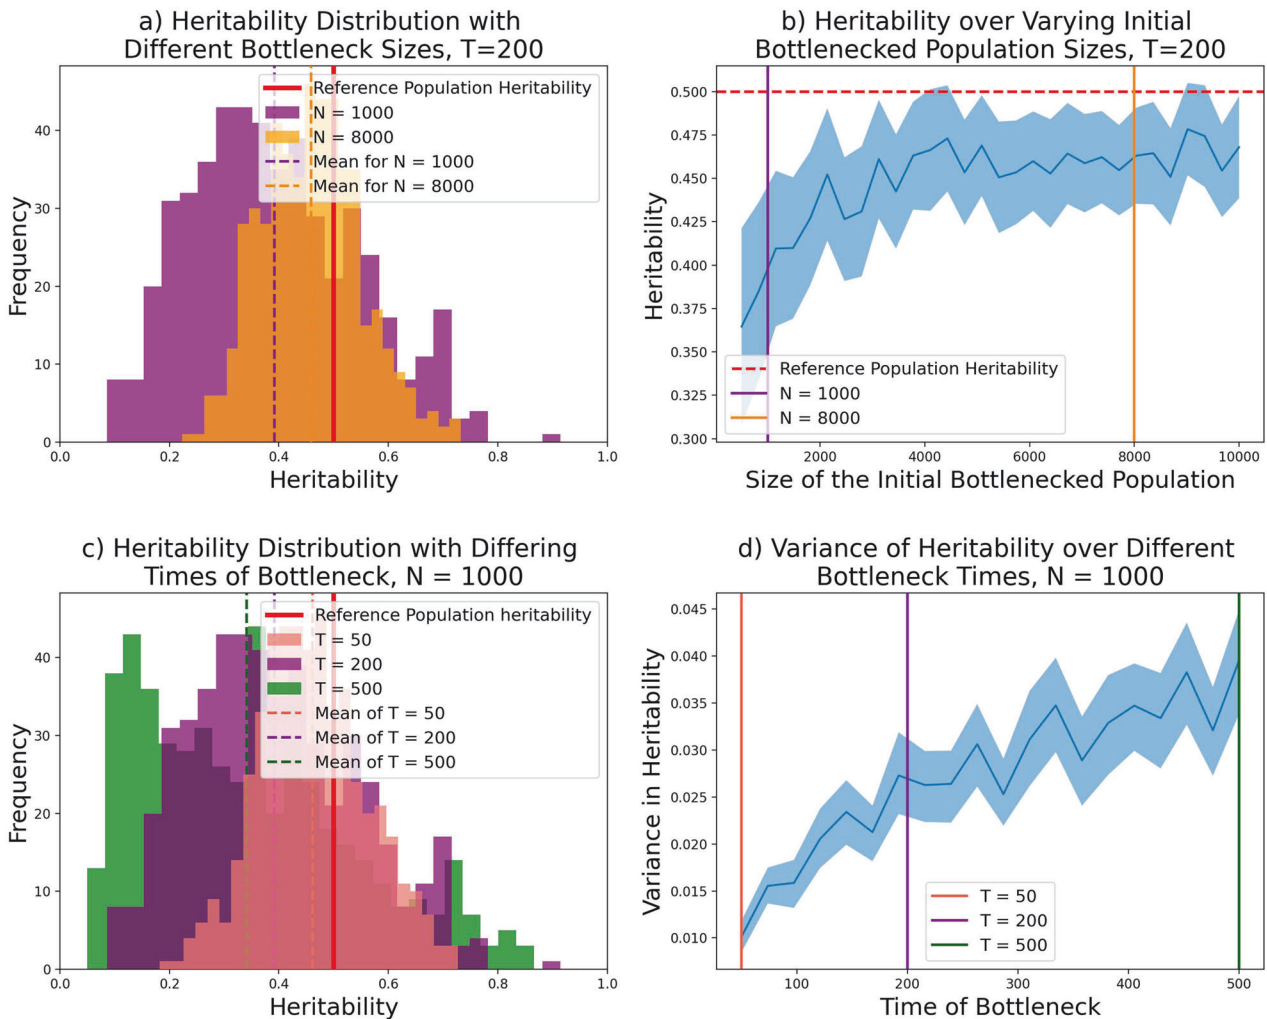 a) Heritability Distribution with
Different Bottleneck Sizes, T=200
Reference Population Heritability
N = 1000
N = 8000
Mean for N = 1000
Mean for N = 8000
Frequency
40
30
20
10
0
0.0 0.2 0.4 0.6 0.8 1.0
Heritability
b) Heritability over Varying Initial
Bottlenecked Population Sizes, T=200
Heritability
0.500
0.475
0.450
0.425
0.400
0.375
0.350
0.325
0.300
Reference Population Heritability
N = 1000
N = 8000
2000 4000 6000 8000 10000
Size of the Initial Bottlenecked Population
c) Heritability Distribution with Differing
Times of Bottleneck, N = 1000
Reference Population heritability
T = 50
T = 200
T = 500
Mean of T = 50
Mean of T = 200
Mean of T = 500
Frequency
40
30
20
10
0
0.0 0.2 0.4 0.6 0.8 1.0
Heritability
d) Variance of Heritability over Different
Bottleneck Times, N = 1000
Variance in Heritability
0.045
0.040
0.035
0.030
0.025
0.020
0.015
0.010
T = 50
T = 200
T = 500
100 200 300 400 500
Time of Bottleneck